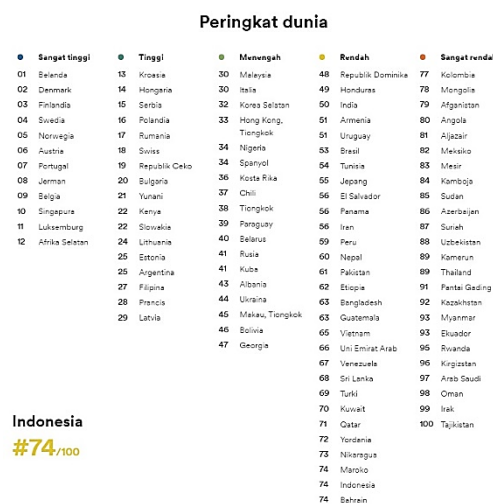 Peringkat dunia
Sangat tinggi
01 Belanda
02 Denmark
03 Finlandia
04 Swedia
05 Norwegia
06 Austria
07 Portugal
08 Jerman
09 Belgia
10 Singapura
11 Luksemburg
12 Afrika Selatan
Tinggi
13 Kroasia
14 Hongaria
15 Serbia
16 Polandia
17 Rumania
18 Swiss
19 Republik Ceko
20 Bulgaria
21 Yunani
22 Kenya
22 Slowakia
24 Lithuania
25 Estonia
25 Argentina
27 Filipina
28 Prancis
29 Latvia
Menengah
30 Malaysia
30 Italia
32 Korea Selatan
33 Hong Kong,
Tiongkok
34 Nigeria
34 Spanyol
36 Kosta Rika
37 Chili
38 Tiongkok
39 Paraguay
40 Belarus
41 Rusia
41 Kuba
43 Albania
44 Ukraina
45 Makau, Tiongkok
46 Bolivia
47 Georgia
Rendah
48 Republik Dominika
49 Honduras
50 India
51 Armenia
51 Uruguay
53 Brasil
54 Tunisia
55 Jepang
56 El Salvador
56 Panama
56 Iran
59 Peru
60 Nepal
61 Pakistan
62 Etiopia
63 Bangladesh
63 Guatemala
65 Vietnam
66 Uni Emirat Arab
67 Venezuela
68 Sri Lanka
69 Turki
70 Kuwait
71 Qatar
72 Yordania
73 Nikaragua
74 Maroko
74 Indonesia
74 Bahrain
Sangat rendal
77 Kolombia
78 Mongolia
79 Afganistan
80 Angola
81 Aljazair
82 Meksiko
83 Mesir
84 Kamboja
85 Sudan
86 Azerbaijan
87 Suriah
88 Uzbekistan
89 Kamerun
89 Thailand
91 Pantai Gading
92 Kazakhstan
93 Myanmar
93 Ekuador
95 Rwanda
96 Kirgizstan
97 Arab Saudi
98 Oman
99 Irak
100 Tajikistan
Indonesia
#74/100